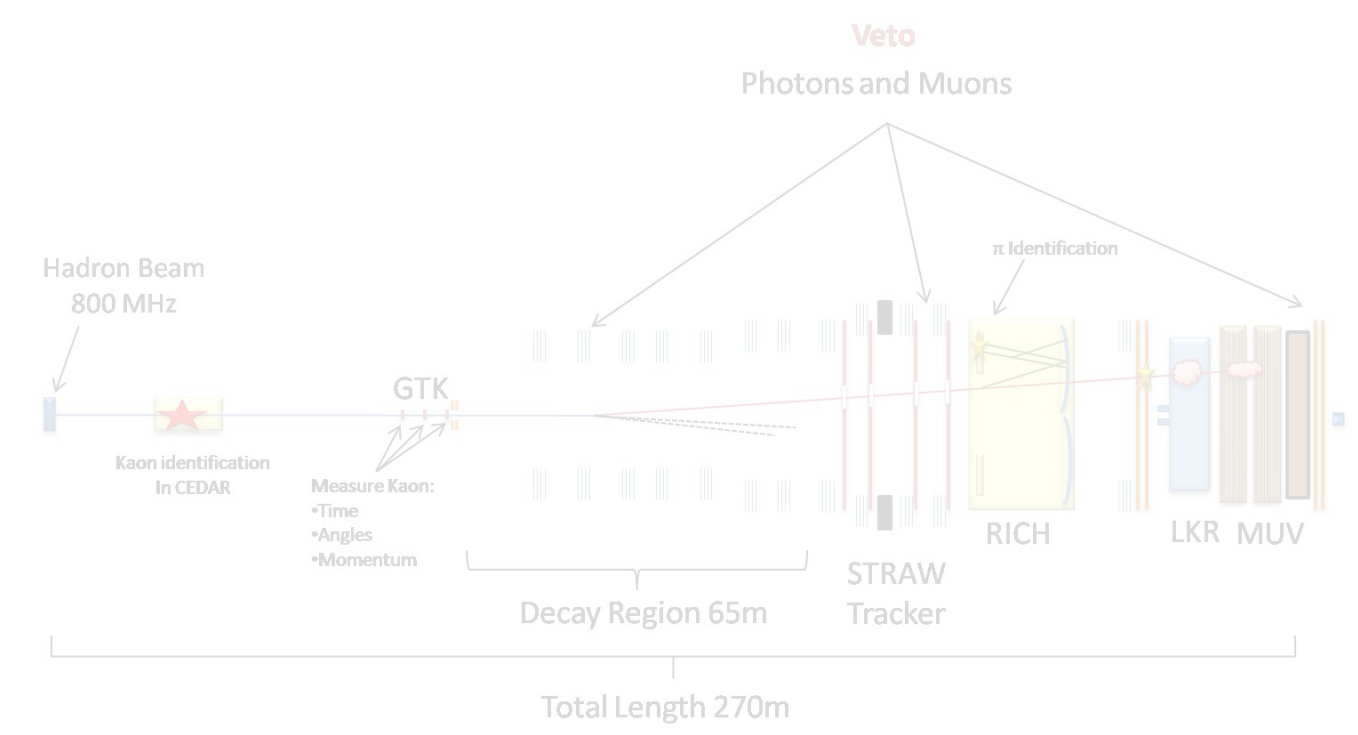 Veto
Photons and Muons
π Identification
Hadron Beam
800 MHz
GTK
Kaon identification
In CEDAR
Measure Kaon:
•Time
•Angles
•Momentum
RICH
LKR MUV
STRAW
Tracker
Decay Region 65m
Total Length 270m